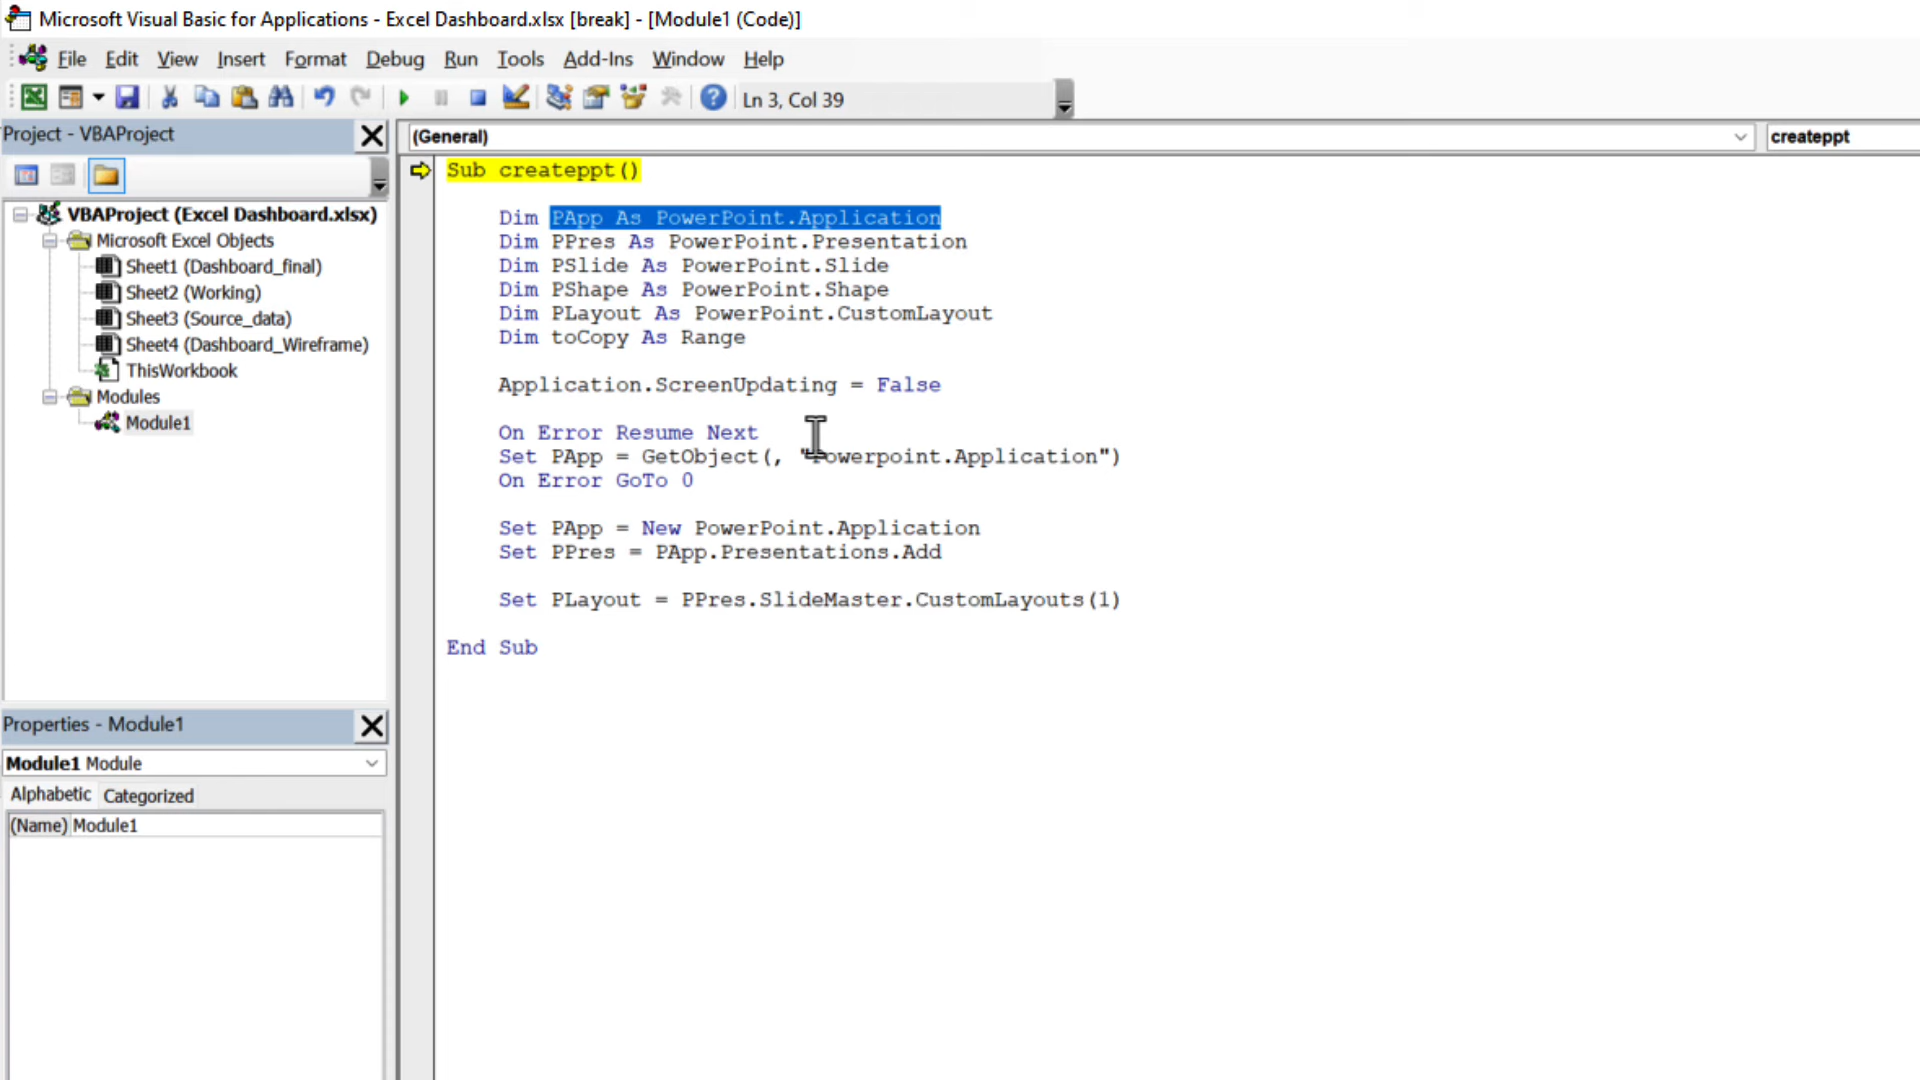 Microsoft Visual Basic for Applications - Excel Dashboard.xlsx [break] - [Module1 (Code)]
File Edit View Insert Format Debug Run Tools Add-Ins Window Help
Ln 3, Col 39
Project - VBAProject
VBAProject (Excel Dashboard.xlsx)
Microsoft Excel Objects
Sheet1 (Dashboard_final)
Sheet2 (Working)
Sheet3 (Source_data)
Sheet4 (Dashboard_Wireframe)
ThisWorkbook
Modules
Module1
Properties - Module1
Module1 Module
Alphabetic Categorized
(Name) Module1
(General) createppt
Sub createppt()
Dim PApp As PowerPoint.Application
Dim PPres As PowerPoint.Presentation
Dim PSlide As PowerPoint.Slide
Dim PShape As PowerPoint.Shape
Dim PLayout As PowerPoint.CustomLayout
Dim toCopy As Range
Application.ScreenUpdating = False
On Error Resume Next
Set PApp = GetObject(, "Powerpoint.Application")
On Error GoTo 0
Set PApp = New PowerPoint.Application
Set PPres = PApp.Presentations.Add
Set PLayout = PPres.SlideMaster.CustomLayouts(1)
End Sub